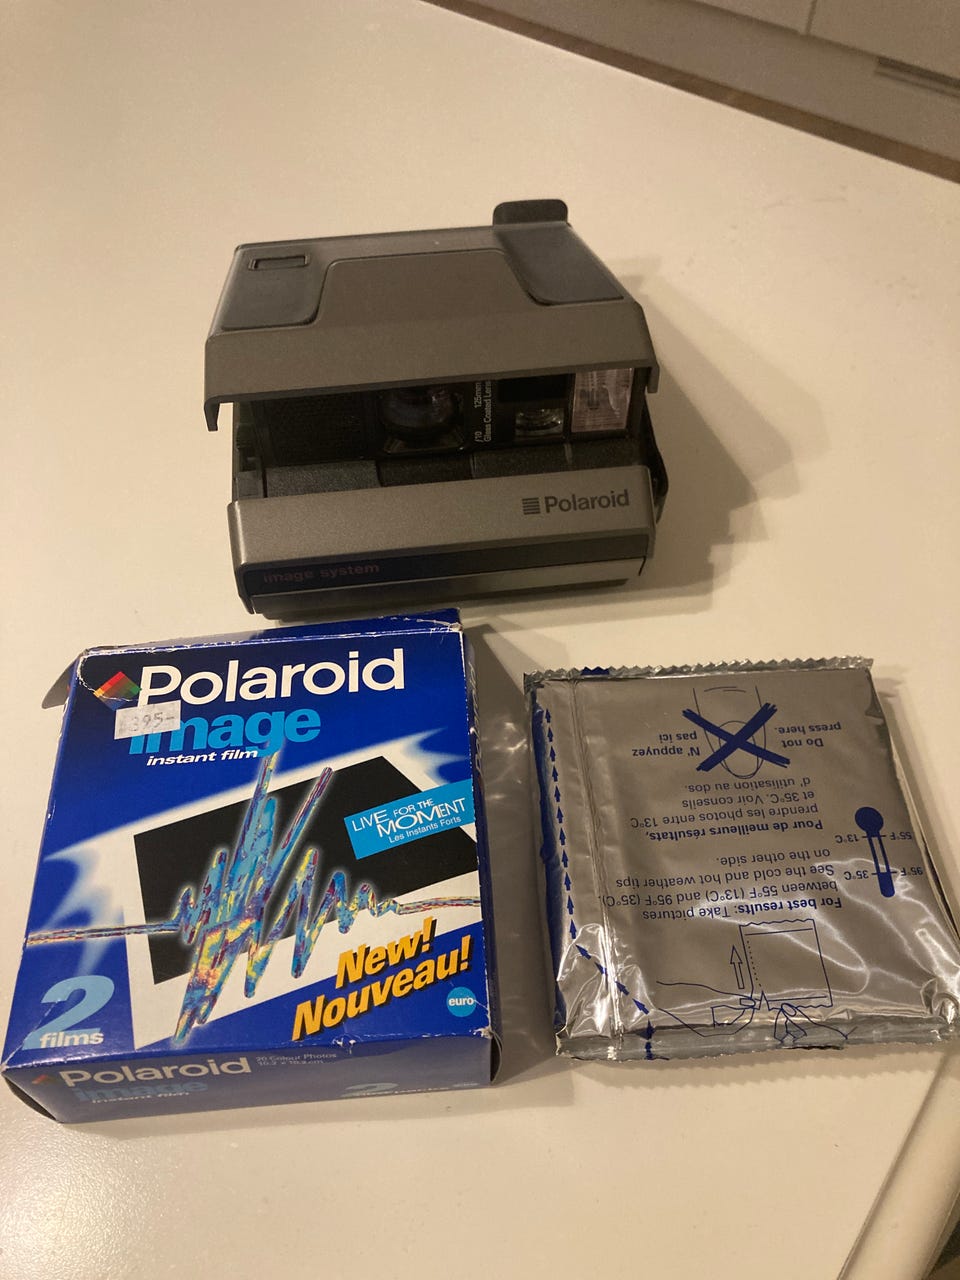 f10 125mm
Glass Coated Lens
Polaroid
image system
Polaroid
395-
image
instant film
LIVE FOR THE
MOMENT
Les Instants Forts
New!
Nouveau!
euro
2
films
Polaroid
20 Colour Photos
image
instant film
2
Do not
press here.
N' appuyez
pas ici
Pour de meilleurs résultats,
prendre les photos entre 13°C
et 35°C. Voir conseils
d' utilisation au dos.
For best results: Take pictures
between 55°F (13°C) and 95°F (35°C).
See the cold and hot weather tips
on the other side.
95°F 35°C
55°F 13°C